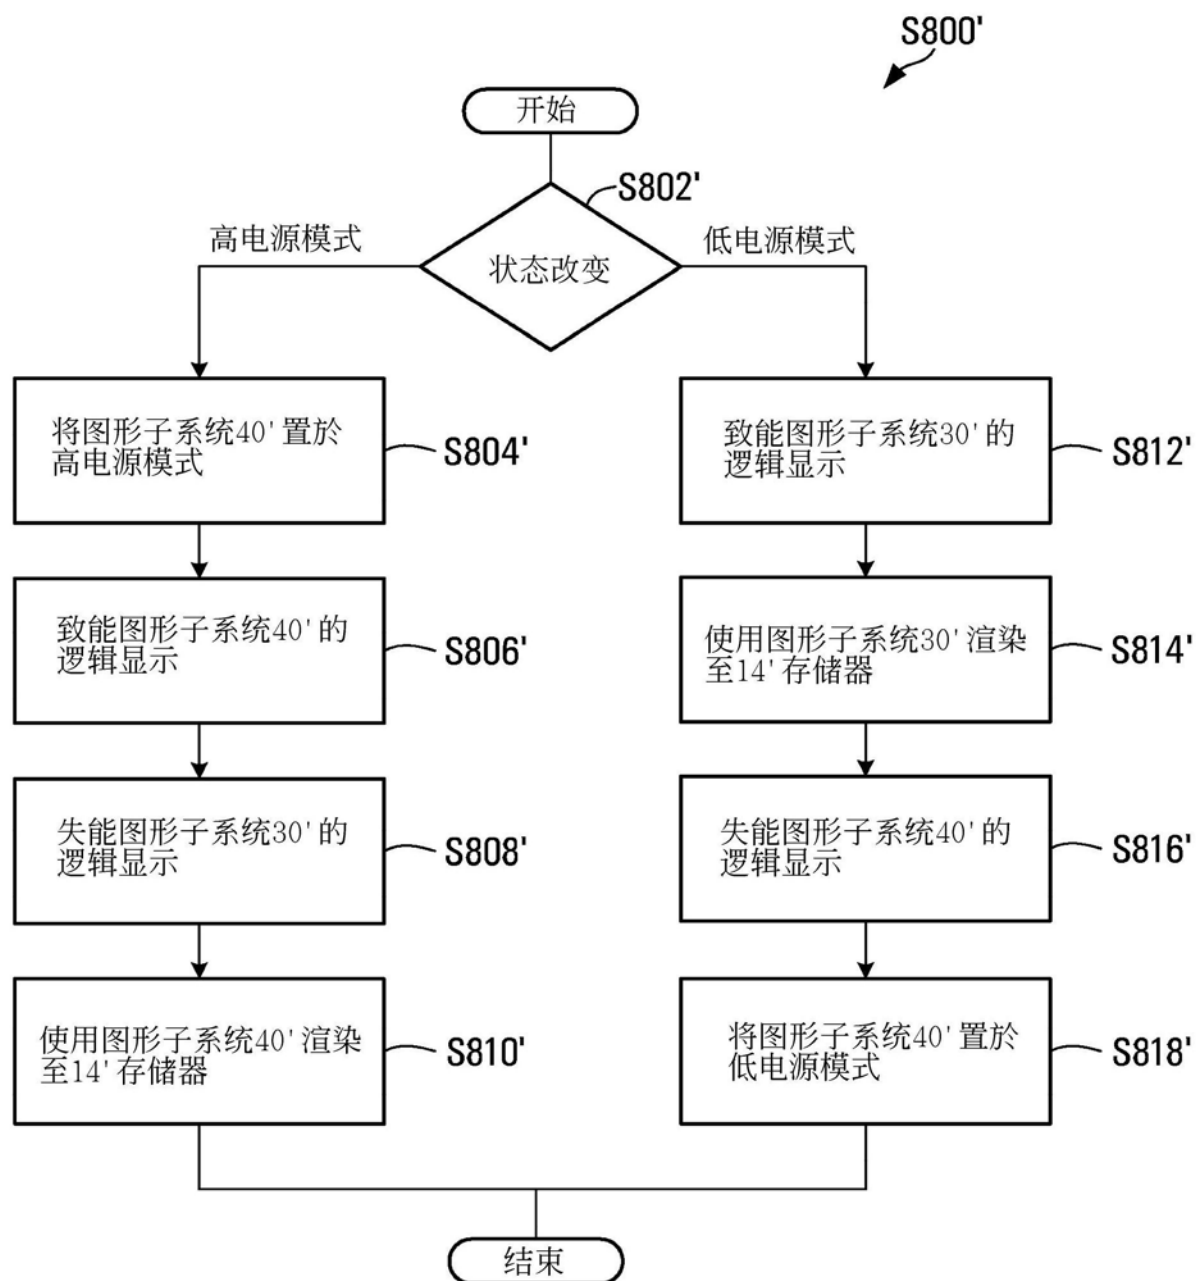 S800'
开始
S802'
高电源模式
低电源模式
状态改变
将图形子系统40'置於
高电源模式
S804'
致能图形子系统40'的
逻辑显示
S806'
失能图形子系统30'的
逻辑显示
S808'
使用图形子系统40'渲染
至14'存储器
S810'
致能图形子系统30'的
逻辑显示
S812'
使用图形子系统30'渲染
至14'存储器
S814'
失能图形子系统40'的
逻辑显示
S816'
将图形子系统40'置於
低电源模式
S818'
结束